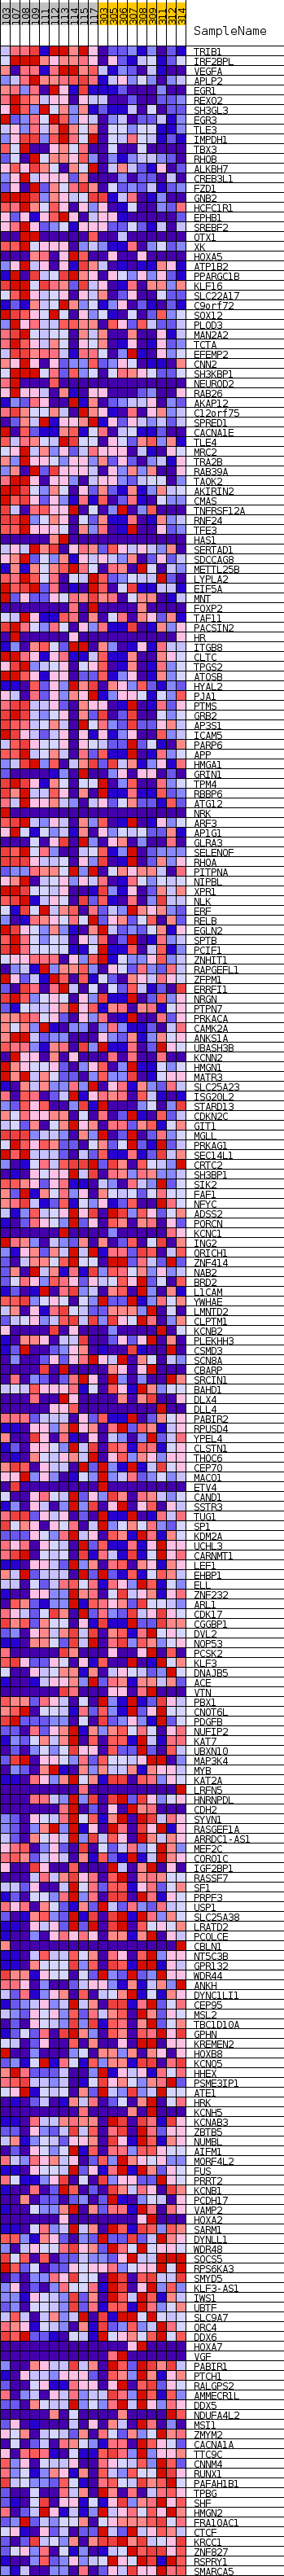 103 107 108 109 111 112 113 114 115 117 303 305 306 307 308 309 311 312 314
SampleName
TRIB1
IRF2BPL
VEGFA
APLP2
EGR1
REXO2
SH3GL3
EGR3
TLE3
IMPDH1
TBX3
RHOB
ALKBH7
CREB3L1
FZD1
GNB2
HCFC1R1
EPHB1
SREBF2
OTX1
XK
HOXA5
ATP1B2
PPARGC1B
KLF16
SLC22A17
C9orf72
SOX12
PLOD3
MAN2A2
TCTA
EFEMP2
CNN2
SH3KBP1
NEUROD2
RAB26
AKAP12
C12orf75
SPRED1
CACNA1E
TLE4
MRC2
TRA2B
RAB39A
TAOK2
AKIRIN2
CMAS
TNFRSF12A
RNF24
TFE3
HAS1
SERTAD1
SDCCAG8
METTL25B
LYPLA2
EIF5A
MNT
FOXP2
TAF11
PACSIN2
HR
ITGB8
CLTC
TPGS2
ATOSB
HYAL2
PJA1
PTMS
GRB2
AP3S1
ICAM5
PARP6
APP
HMGA1
GRIN1
TPM4
RBBP6
ATG12
NRK
ARF3
AP1G1
GLRA3
SELENOF
RHOA
PITPNA
NIPBL
XPR1
NLK
ERF
RELB
EGLN2
SPTB
PCIF1
ZNHIT1
RAPGEFL1
ZFPM1
ERRFI1
NRGN
PTPN7
PRKACA
CAMK2A
ANKS1A
UBASH3B
KCNN2
HMGN1
MATR3
SLC25A23
ISG20L2
STARD13
CDKN2C
GIT1
MGLL
PRKAG1
SEC14L1
CRTC2
SH3BP1
SIK2
FAF1
NFYC
ADSS2
PORCN
KCNC1
ING2
QRICH1
ZNF414
NAB2
BRD2
L1CAM
YWHAE
LMNTD2
CLPTM1
KCNB2
PLEKHH3
CSMD3
SCN8A
CBARP
SRCIN1
BAHD1
DLX4
DLL4
PABIR2
RPUSD4
YPEL4
CLSTN1
THOC6
CEP70
MACO1
ETV4
CAND1
SSTR3
TUG1
SP1
KDM2A
UCHL3
CARNMT1
LEF1
EHBP1
ELL
ZNF232
ARL1
CDK17
CGGBP1
DVL2
NOP53
PCSK2
KLF3
DNAJB5
ACE
VTN
PBX1
CNOT6L
PDGFB
NUFIP2
KAT7
UBXN10
MAP3K4
MYB
KAT2A
LRFN5
HNRNPDL
CDH2
SYVN1
RASGEF1A
ARRDC1-AS1
MEF2C
CORO1C
IGF2BP1
RASSF7
SF1
PRPF3
USP1
SLC25A38
LRATD2
PCOLCE
CBLN1
NT5C3B
GPR132
WDR44
ANKH
DYNC1LI1
CEP95
MSL2
TBC1D10A
GPHN
KREMEN2
HOXB8
KCNQ5
HHEX
PSME3IP1
ATE1
HRK
KCNH5
KCNAB3
ZBTB5
NUMBL
AIFM1
MORF4L2
FUS
PRRT2
KCNB1
PCDH17
VAMP2
HOXA2
SARM1
DYNLL1
WDR48
SOCS5
RPS6KA3
SMYD5
KLF3-AS1
IWS1
UBTF
SLC9A7
ORC4
DDX6
HOXA7
VGF
PABIR1
PTCH1
RALGPS2
AMMECR1L
DDX5
NDUFA4L2
MSI1
ZMYM2
CACNA1A
TTC9C
CNNM4
RUNX1
PAFAH1B1
TPBG
SHF
HMGN2
FRA10AC1
CTCF
KRCC1
ZNF827
RSPRY1
SMARCA5